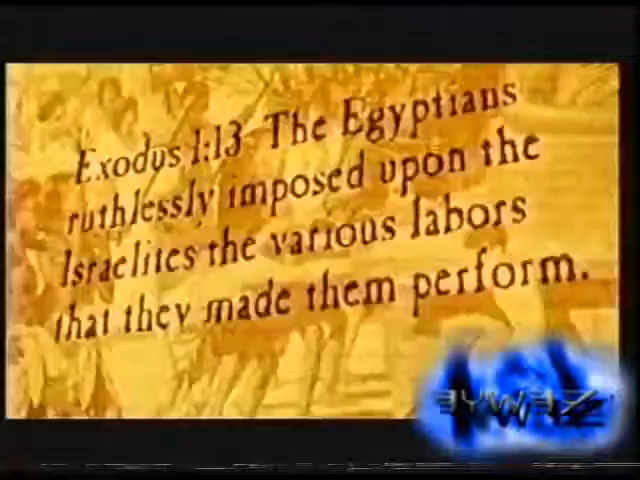 Exodus 1:13 The Egyptians
ruthlessly imposed upon the
Israelites the various labors
that they made them perform.